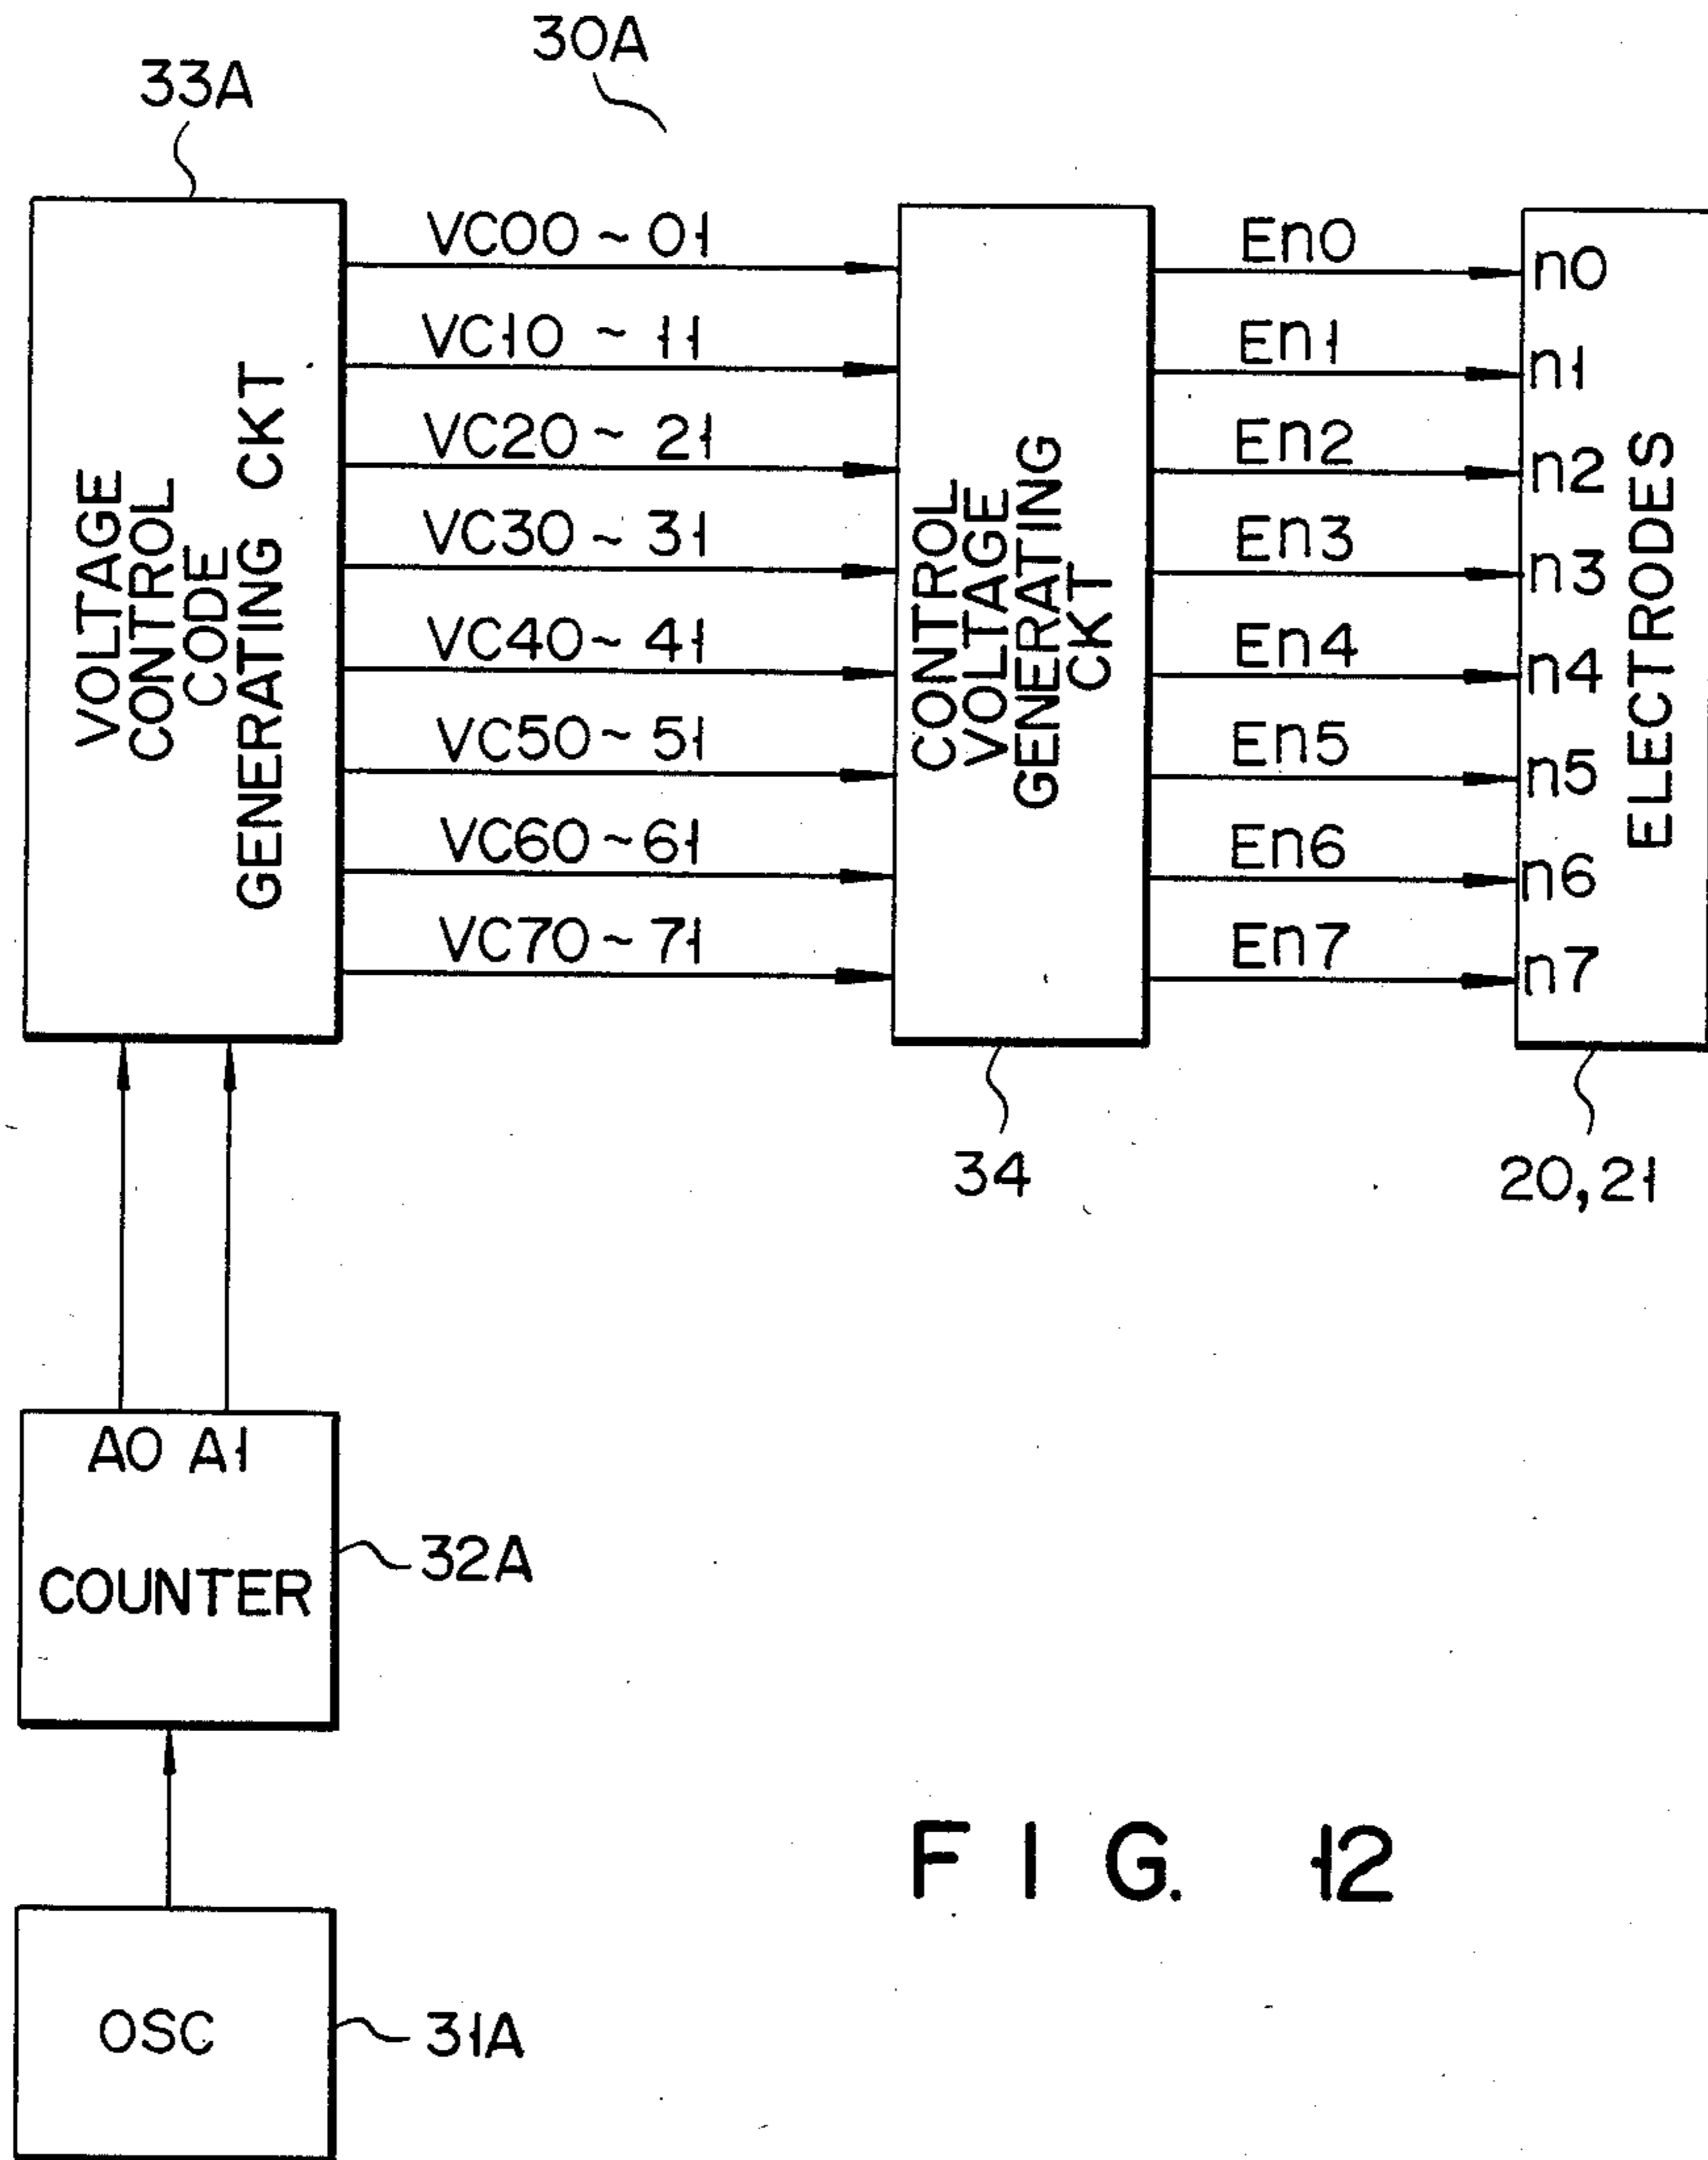 30A
33A
VOLTAGE
CONTROL
CODE
GENERATING CKT
VC00 ~ 01
VC10 ~ 11
VC20 ~ 21
VC30 ~ 31
VC40 ~ 41
VC50 ~ 51
VC60 ~ 61
VC70 ~ 71
CONTROL
VOLTAGE
GENERATING
CKT
En0
En1
En2
En3
En4
En5
En6
En7
n0
n1
n2
n3
n4
n5
n6
n7
ELECTRODES
34
20,21
A0 A1
COUNTER
32A
OSC
31A
FIG. 12